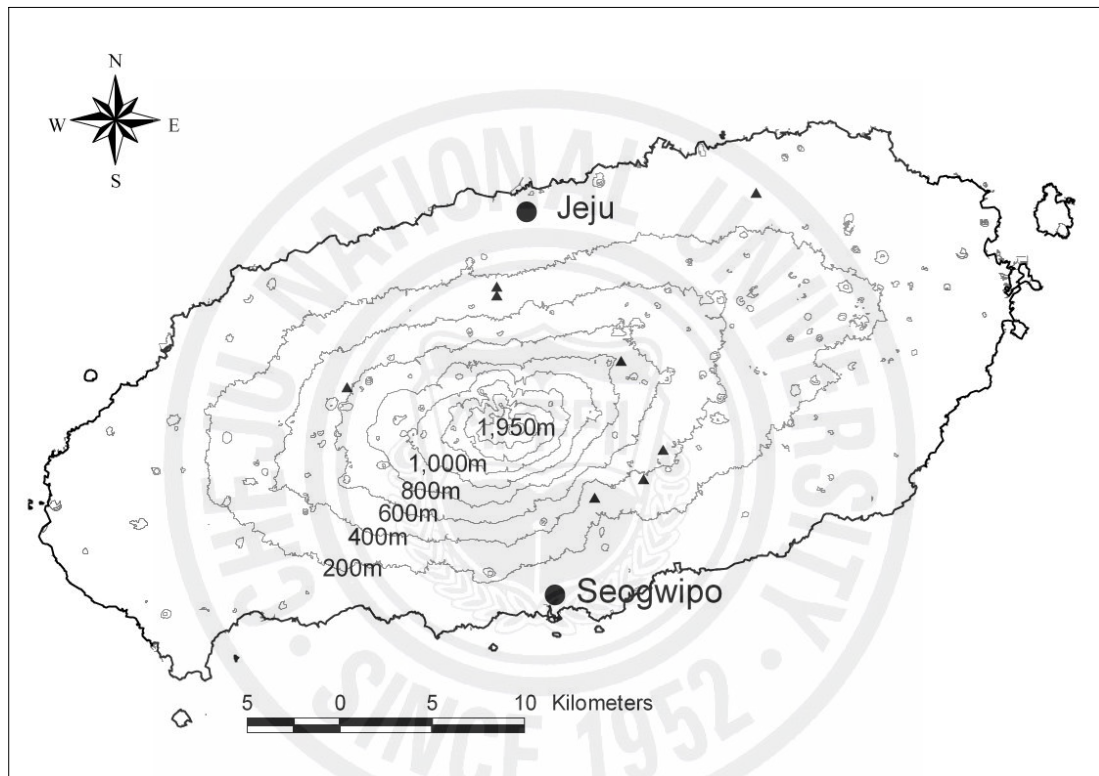 N
W E
S
Jeju
1,950m
1,000m
800m
600m
400m
200m
Seogwipo
5 0 5 10 Kilometers
CHEJU NATIONAL UNIVERSITY
SINCE 1952